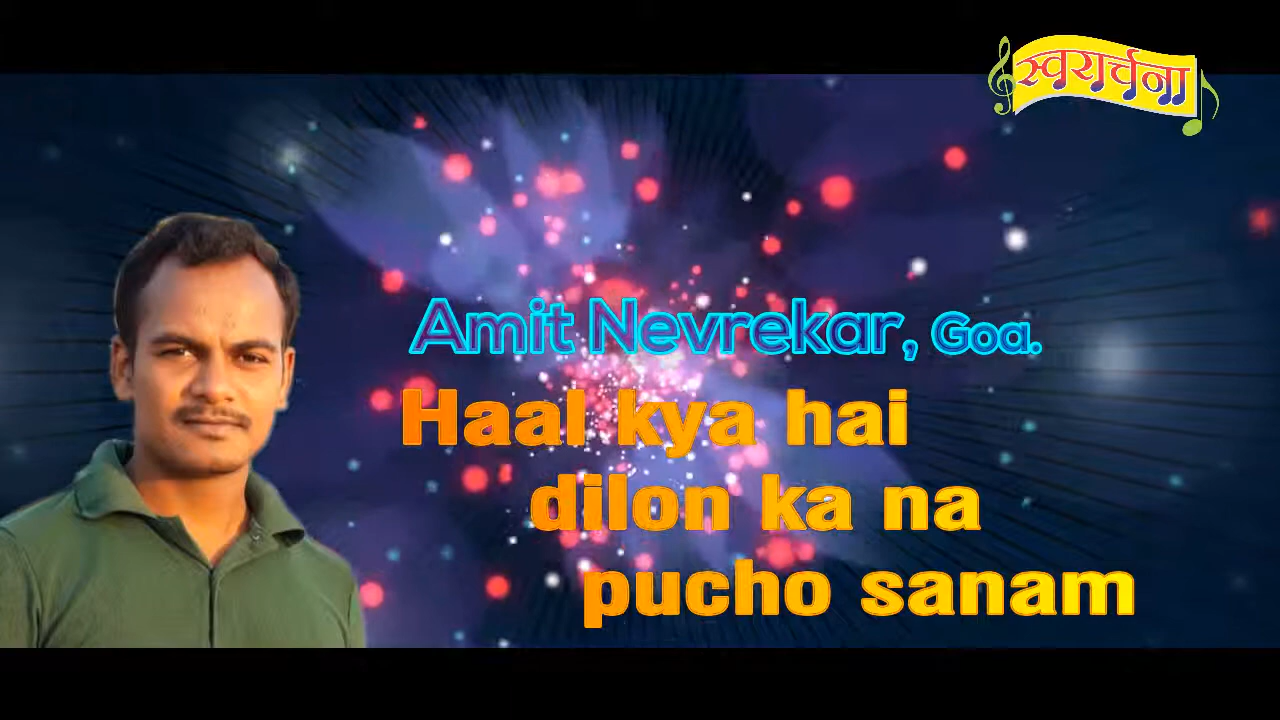 स्वरार्चना
Amit Nevrekar, Goa.
Haal kya hai
dilon ka na
pucho sanam